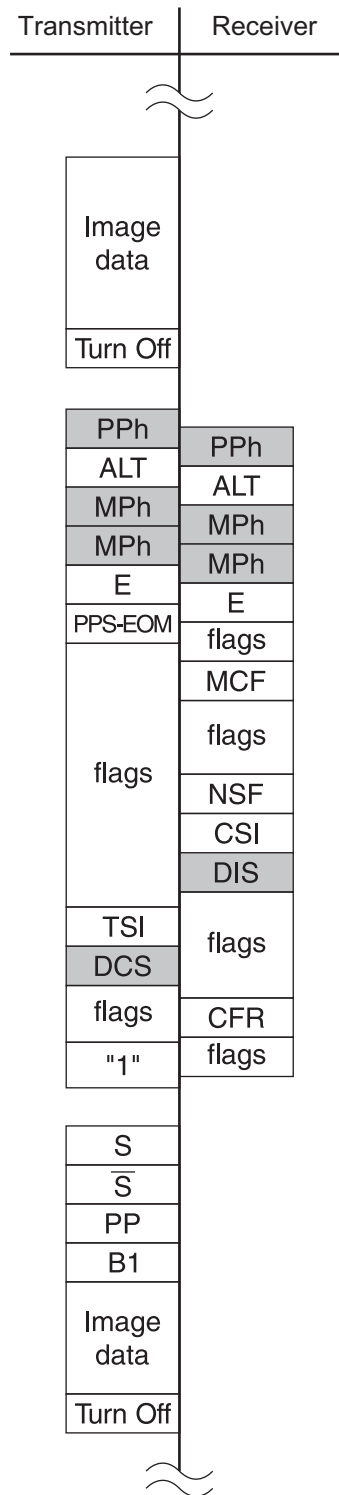 Transmitter Receiver
Image
data
Turn Off
PPh
ALT
MPh
MPh
E
PPS-EOM
flags
TSI
DCS
flags
"1"
PPh
ALT
MPh
MPh
E
flags
MCF
flags
NSF
CSI
DIS
flags
CFR
flags
S
S̅
PP
B1
Image
data
Turn Off